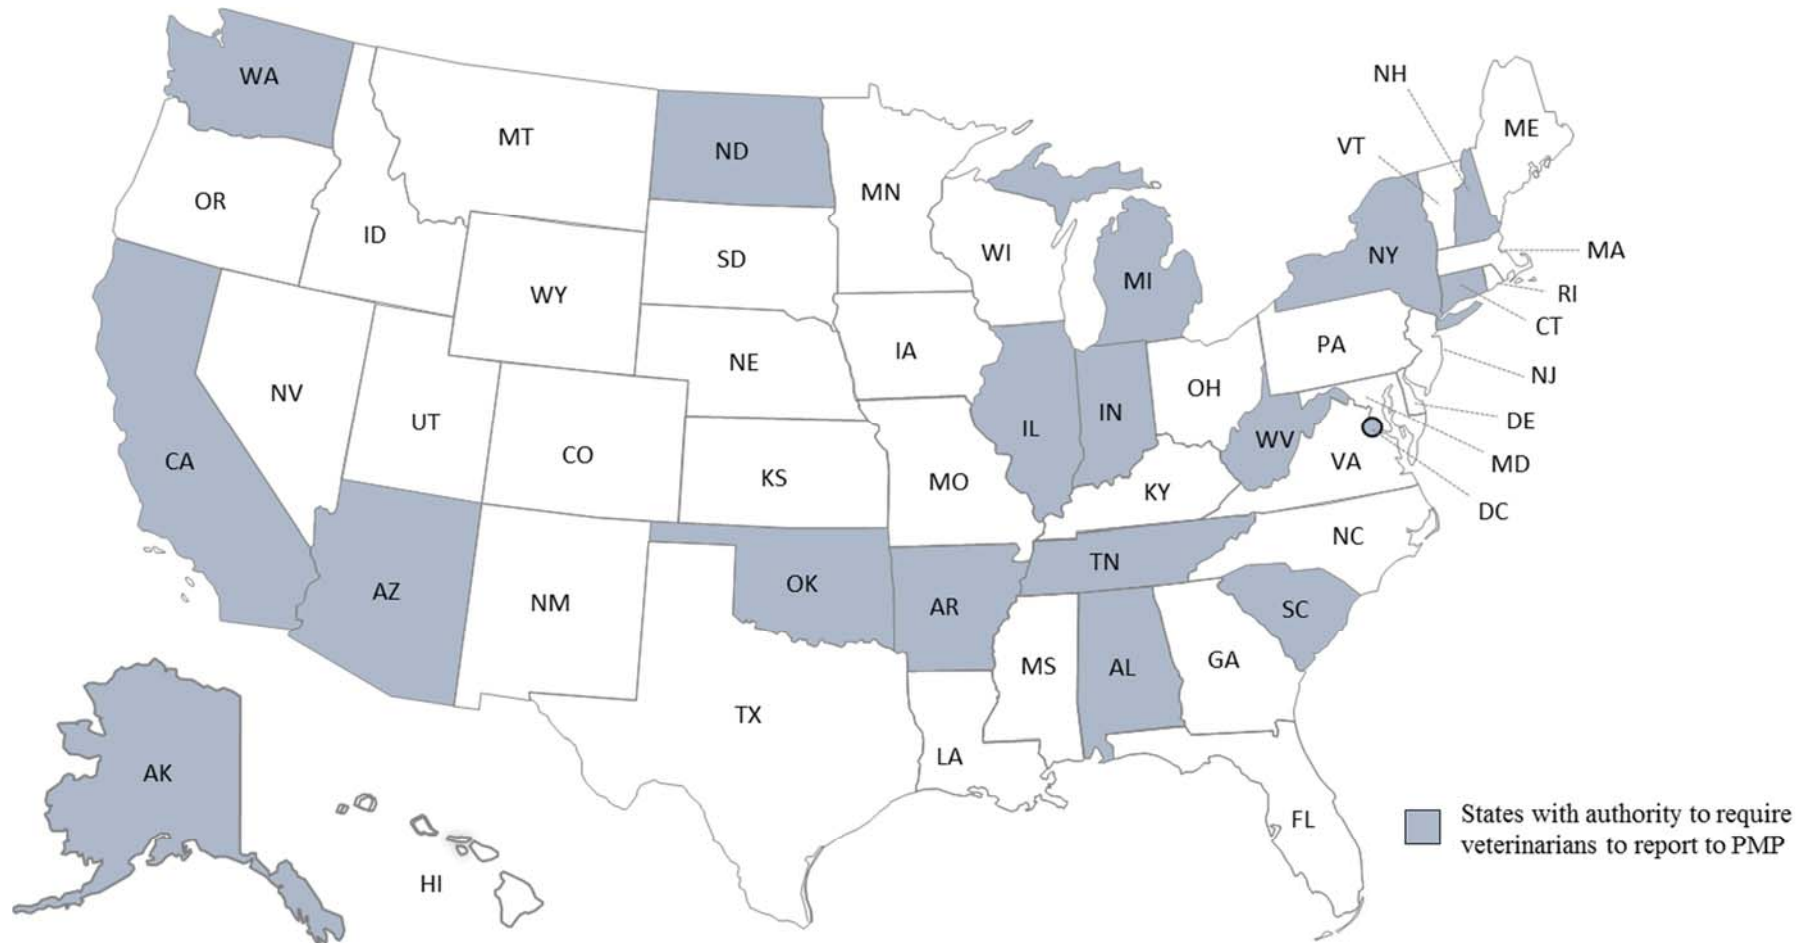 WA
MT
ND
MN
OR
ID
SD
WI
WY
MI
NH
VT
ME
NY
MA
RI
CT
NJ
DE
MD
DC
IA
NE
PA
OH
IL
IN
NV
UT
CO
CA
KS
MO
WV
VA
KY
NC
AZ
NM
OK
AR
TN
SC
MS
AL
GA
TX
LA
AK
HI
FL
States with authority to require
veterinarians to report to PMP